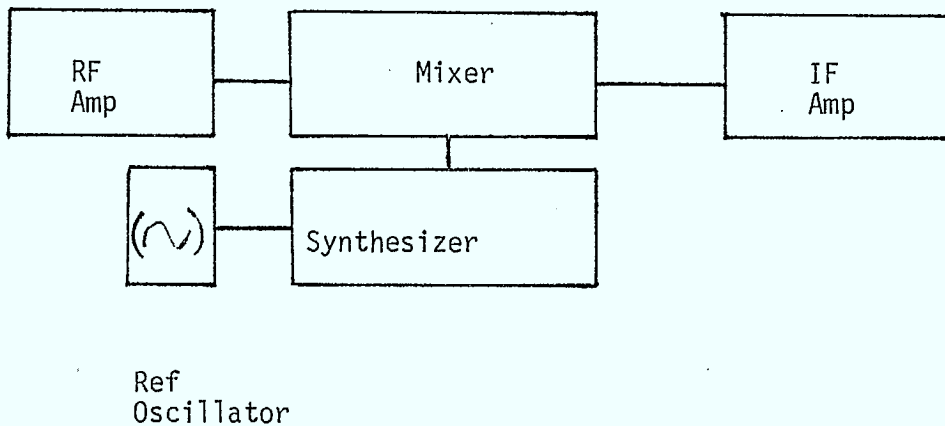 RF
Amp
Mixer
IF
Amp
Synthesizer
Ref
Oscillator